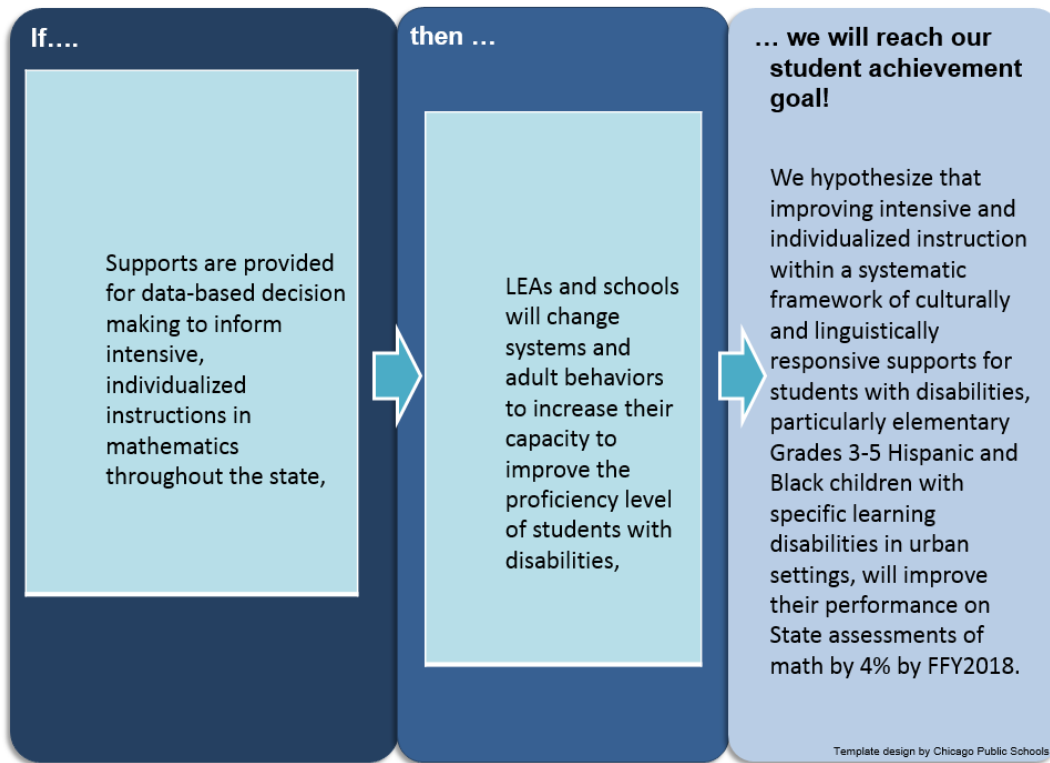 If....
Supports are provided
for data-based decision
making to inform
intensive,
individualized
instructions in
mathematics
throughout the state,
then ...
LEAs and schools
will change
systems and
adult behaviors
to increase their
capacity to
improve the
proficiency level
of students with
disabilities,
... we will reach our
student achievement
goal!
We hypothesize that
improving intensive and
individualized instruction
within a systematic
framework of culturally
and linguistically
responsive supports for
students with disabilities,
particularly elementary
Grades 3-5 Hispanic and
Black children with
specific learning
disabilities in urban
settings, will improve
their performance on
State assessments of
math by 4% by FFY2018.
Template design by Chicago Public Schools